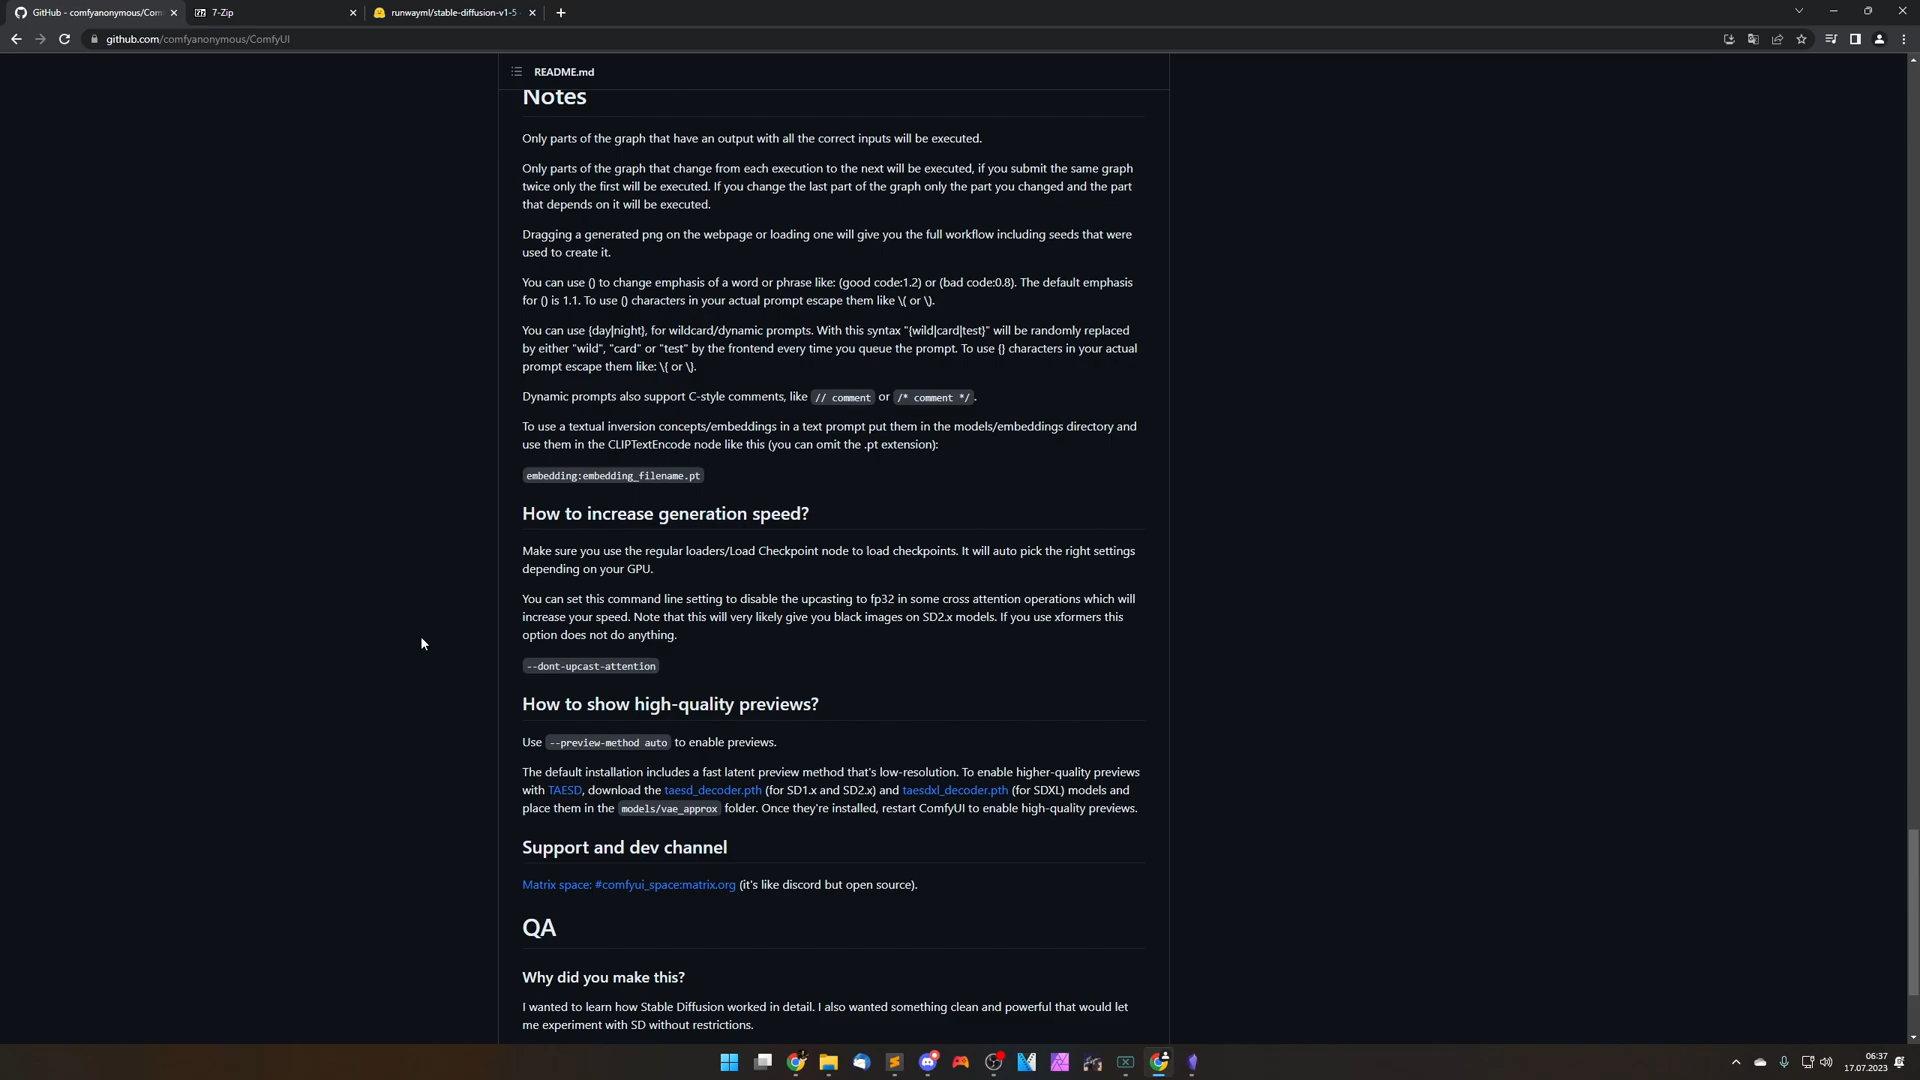 GitHub - comfyanonymous/Com
7-Zip
runwayml/stable-diffusion-v1-5
github.com/comfyanonymous/ComfyUI
README.md
Notes
Only parts of the graph that have an output with all the correct inputs will be executed.
Only parts of the graph that change from each execution to the next will be executed, if you submit the same graph
twice only the first will be executed. If you change the last part of the graph only the part you changed and the part
that depends on it will be executed.
Dragging a generated png on the webpage or loading one will give you the full workflow including seeds that were
used to create it.
You can use () to change emphasis of a word or phrase like: (good code:1.2) or (bad code:0.8). The default emphasis
for () is 1.1. To use () characters in your actual prompt escape them like \( or \).
You can use {day|night}, for wildcard/dynamic prompts. With this syntax "{wild|card|test}" will be randomly replaced
by either "wild", "card" or "test" by the frontend every time you queue the prompt. To use {} characters in your actual
prompt escape them like: \{ or \}.
Dynamic prompts also support C-style comments, like // comment or /* comment */.
To use a textual inversion concepts/embeddings in a text prompt put them in the models/embeddings directory and
use them in the CLIPTextEncode node like this (you can omit the .pt extension):
embedding:embedding_filename.pt
How to increase generation speed?
Make sure you use the regular loaders/Load Checkpoint node to load checkpoints. It will auto pick the right settings
depending on your GPU.
You can set this command line setting to disable the upcasting to fp32 in some cross attention operations which will
increase your speed. Note that this will very likely give you black images on SD2.x models. If you use xformers this
option does not do anything.
--dont-upcast-attention
How to show high-quality previews?
Use --preview-method auto to enable previews.
The default installation includes a fast latent preview method that's low-resolution. To enable higher-quality previews
with TAESD, download the taesd_decoder.pth (for SD1.x and SD2.x) and taesdxl_decoder.pth (for SDXL) models and
place them in the models/vae_approx folder. Once they're installed, restart ComfyUI to enable high-quality previews.
Support and dev channel
Matrix space: #comfyui_space:matrix.org (it's like discord but open source).
QA
Why did you make this?
I wanted to learn how Stable Diffusion worked in detail. I also wanted something clean and powerful that would let
me experiment with SD without restrictions.
06:37
17.07.2023